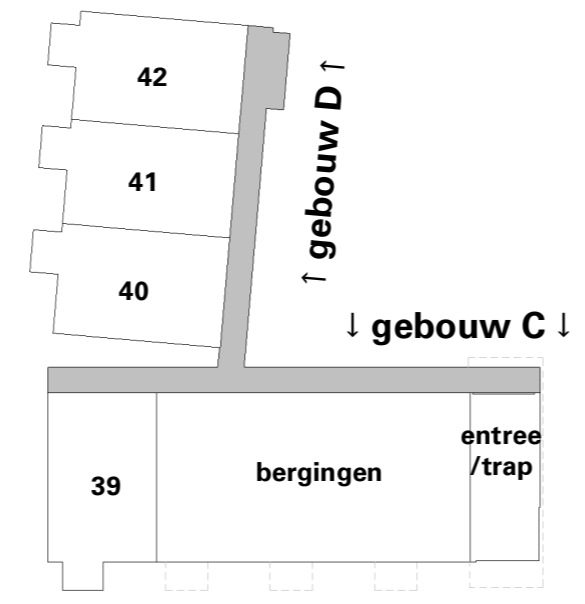 42
41
← gebouw D →
40
↓ gebouw C ↓
entree
/trap
39
bergingen